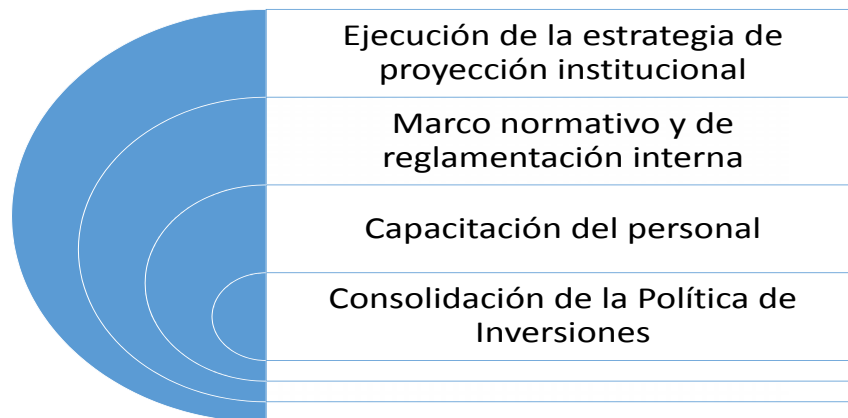 Ejecución de la estrategia de
proyección institucional
Marco normativo y de
reglamentación interna
Capacitación del personal
Consolidación de la Política de
Inversiones